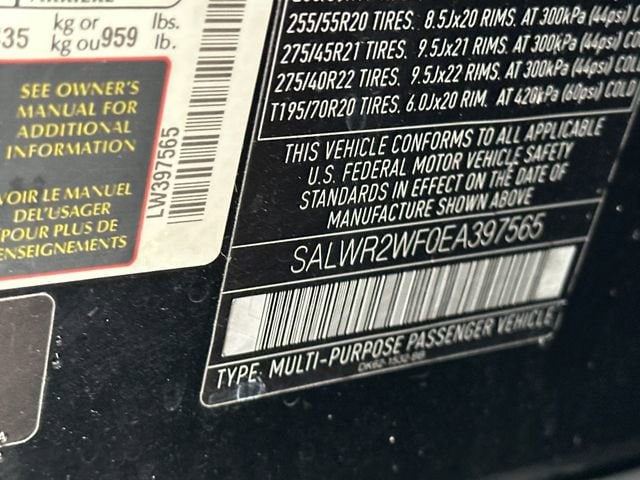 kg or lbs.
35 kg ou 959 lb.
SEE OWNER'S
MANUAL FOR
ADDITIONAL
INFORMATION
VOIR LE MANUEL
DE L'USAGER
POUR PLUS DE
RENSEIGNEMENTS
LW397565
255/55R20 TIRES. 8.5Jx20 RIMS. AT 300kPa (44psi) C
275/45R21 TIRES. 9.5Jx21 RIMS. AT 300kPa (44psi) CO
275/40R22 TIRES. 9.5Jx22 RIMS. AT 300kPa (44psi) COL
T195/70R20 TIRES. 6.0Jx20 RIM. AT 420kPa (60psi) COLD
THIS VEHICLE CONFORMS TO ALL APPLICABLE
U.S. FEDERAL MOTOR VEHICLE SAFETY
STANDARDS IN EFFECT ON THE DATE OF
MANUFACTURE SHOWN ABOVE
SALWR2WF0EA397565
TYPE: MULTI-PURPOSE PASSENGER VEHICLE